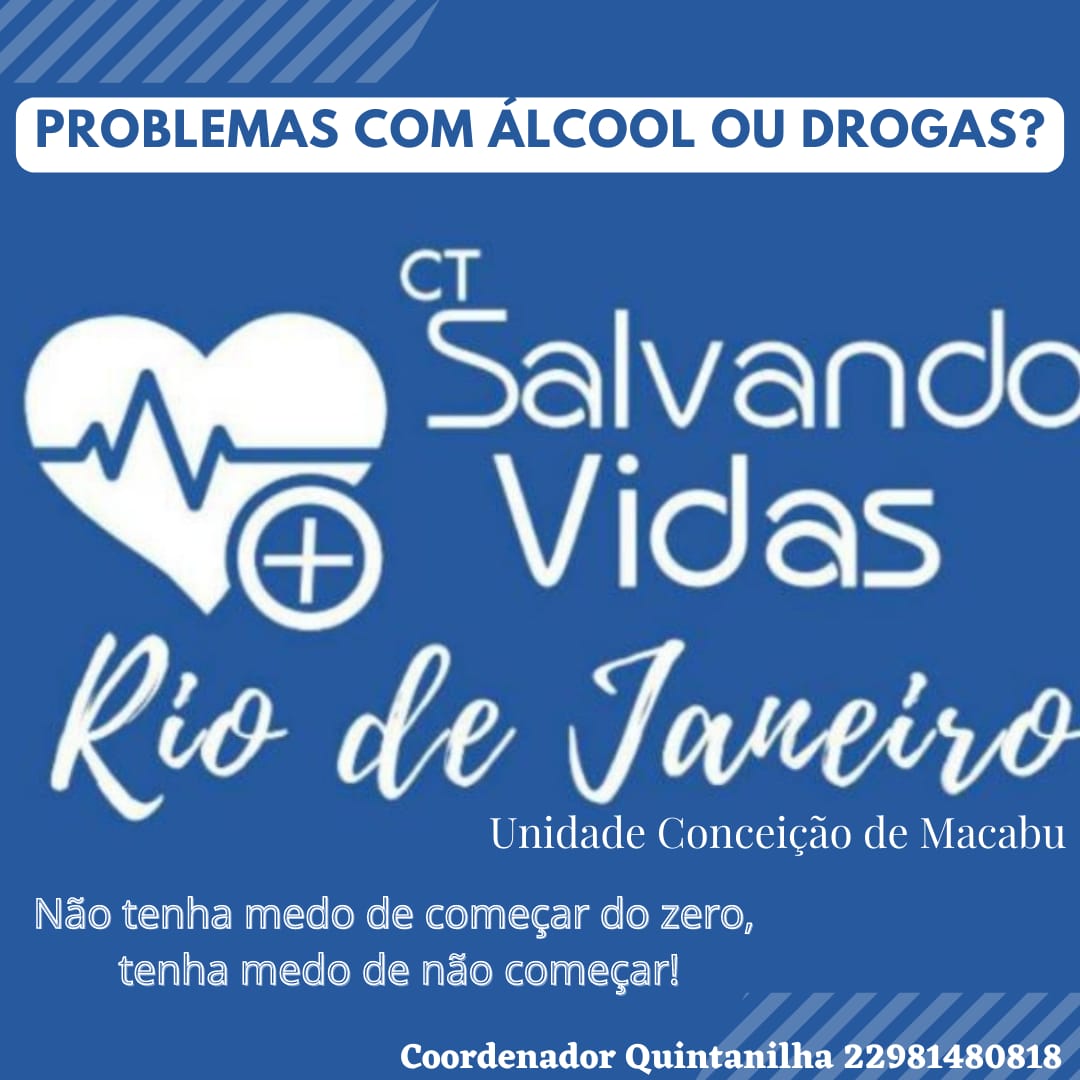 PROBLEMAS COM ÁLCOOL OU DROGAS?
CT
Salvando
Vidas
Rio de Janeiro
Unidade Conceição de Macabu
Não tenha medo de começar do zero,
tenha medo de não começar!
Coordenador Quintanilha 22981480818